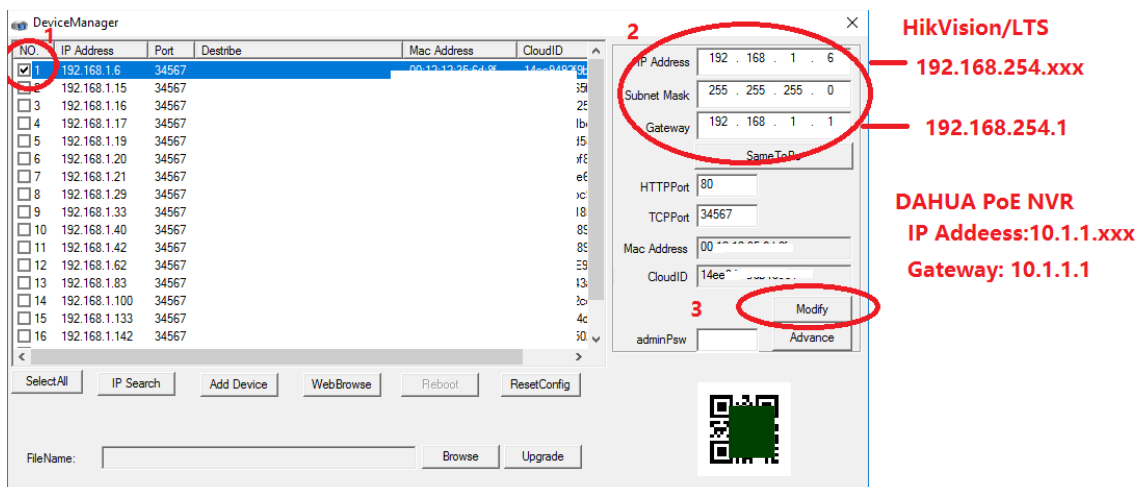 DeviceManager
1
2
HikVision/LTS
NO. IP Address Port Destribe Mac Address CloudID
1 192.168.1.6 34567
2 192.168.1.15 34567
3 192.168.1.16 34567
4 192.168.1.17 34567
5 192.168.1.19 34567
6 192.168.1.20 34567
7 192.168.1.21 34567
8 192.168.1.29 34567
9 192.168.1.33 34567
10 192.168.1.40 34567
11 192.168.1.42 34567
12 192.168.1.62 34567
13 192.168.1.83 34567
14 192.168.1.100 34567
15 192.168.1.133 34567
16 192.168.1.142 34567
IP Address 192 . 168 . 1 . 6
192.168.254.xxx
Subnet Mask 255 . 255 . 255 . 0
Gateway 192 . 168 . 1 . 1
192.168.254.1
SameToPc
HTTPPort 80
TCPPort 34567
Mac Address
CloudID
DAHUA PoE NVR
IP Addeess:10.1.1.xxx
Gateway: 10.1.1.1
3
Modify
adminPsw
Advance
SelectAll IP Search Add Device WebBrowse Reboot ResetConfig
FileName: Browse Upgrade